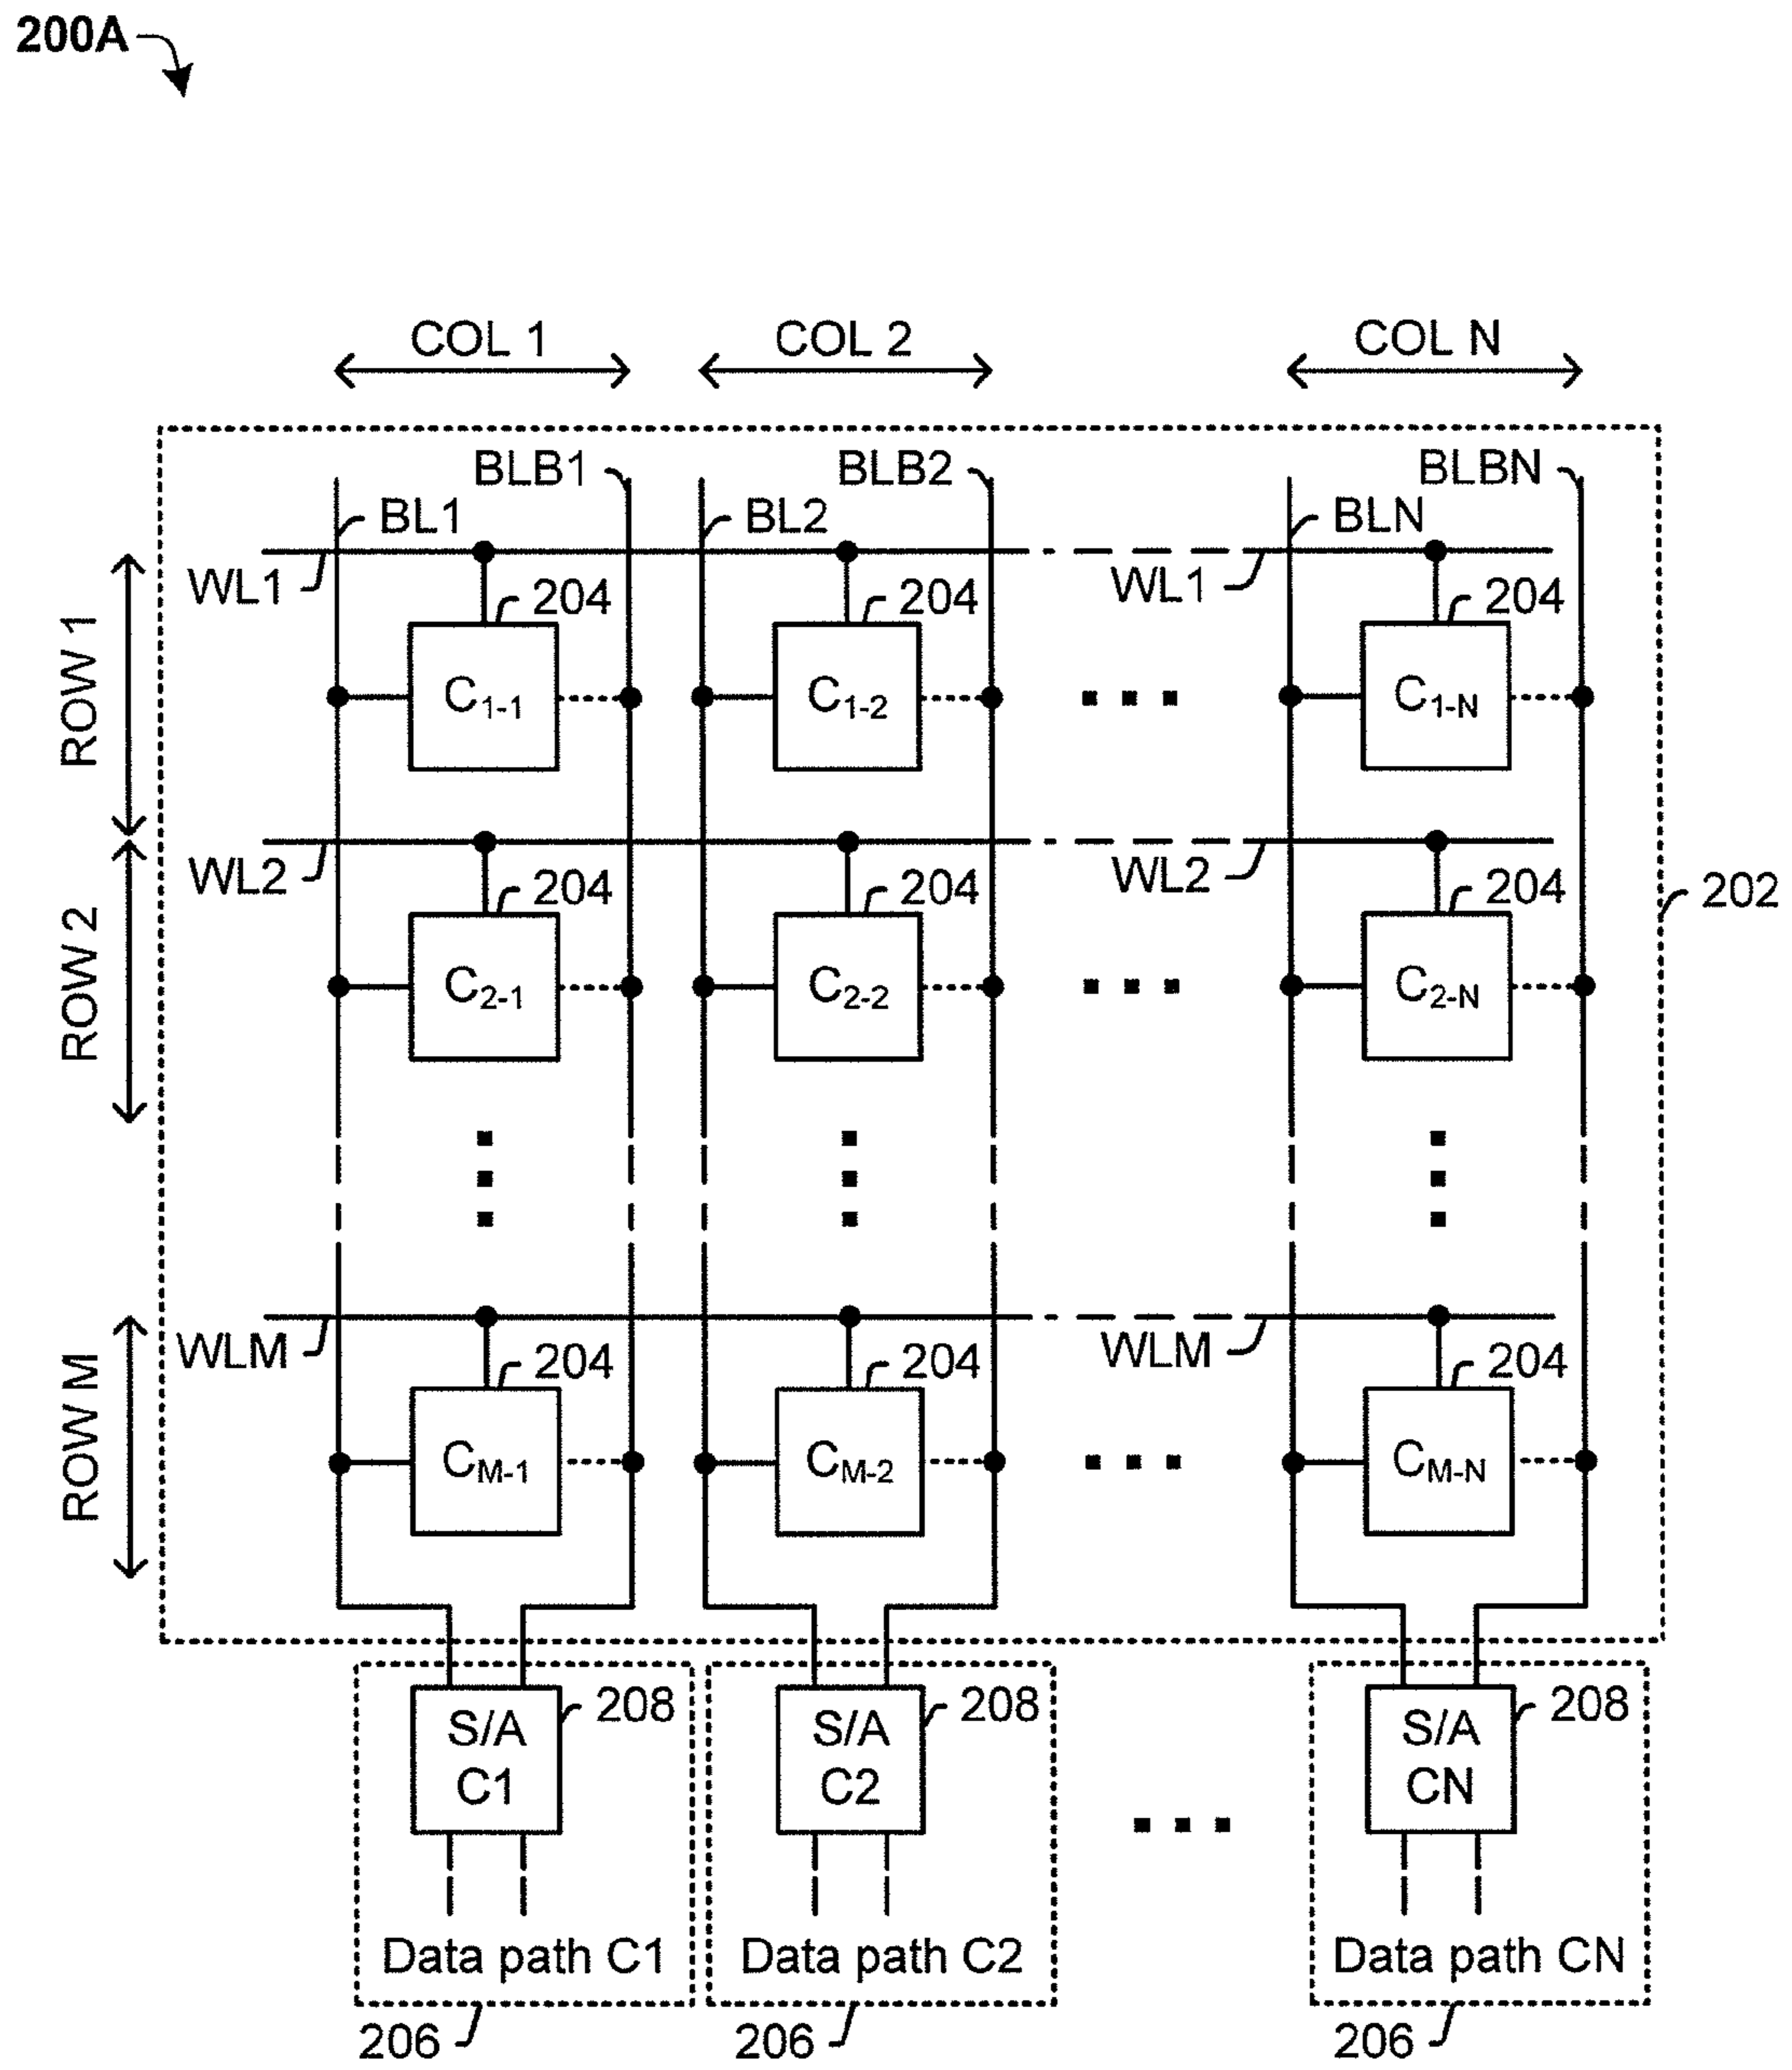 200A
COL 1 COL 2 COL N
BLB1 BLB2 BLBN
BL1 BL2 BLN
WL1 WL1
204 204 204
ROW 1
C1-1 C1-2 C1-N
WL2 WL2
204 204 204
202
ROW 2
C2-1 C2-2 C2-N
WLM WLM
204 204 204
ROW M
CM-1 CM-2 CM-N
208 208 208
S/A S/A S/A
C1 C2 CN
Data path C1 Data path C2 Data path CN
206 206 206